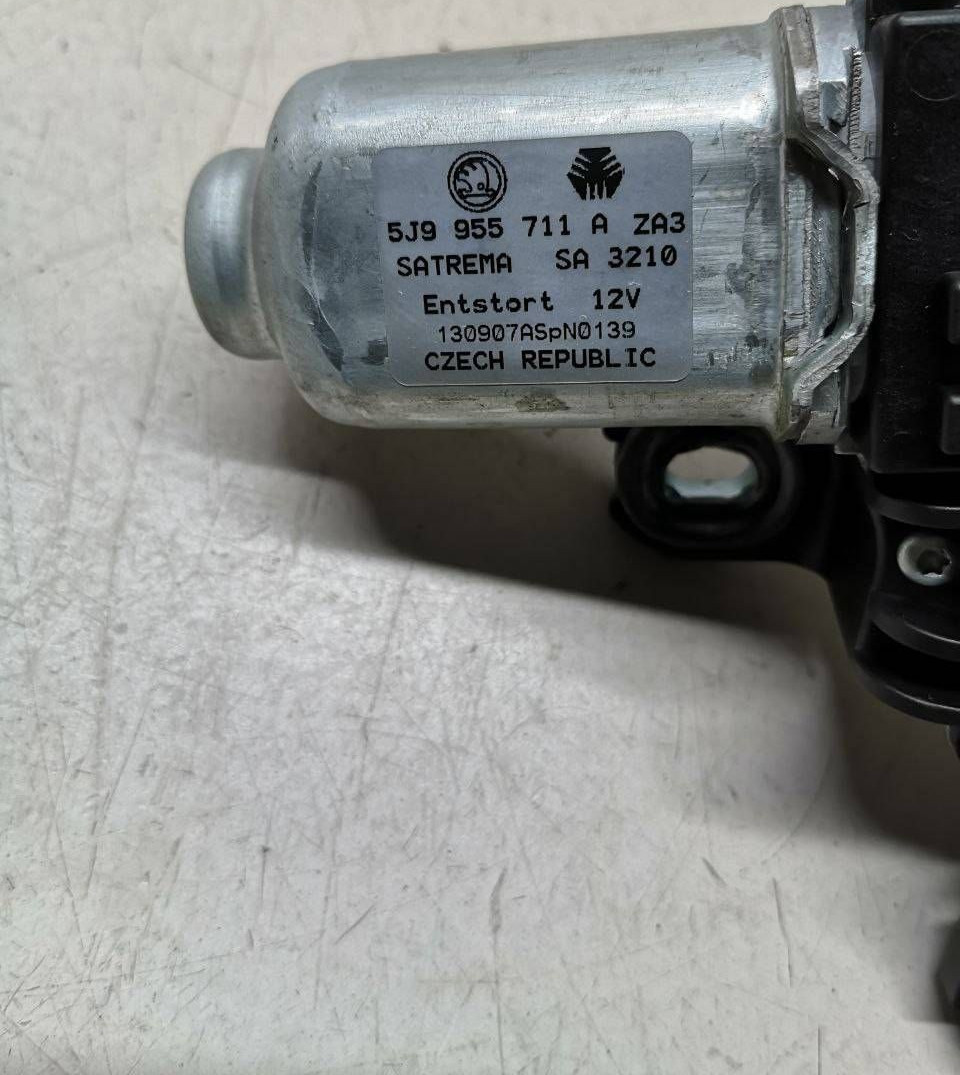 5J9 955 711 A ZA3
SATREMA SA 3210
Entstort 12V
130907ASpN0139
CZECH REPUBLIC